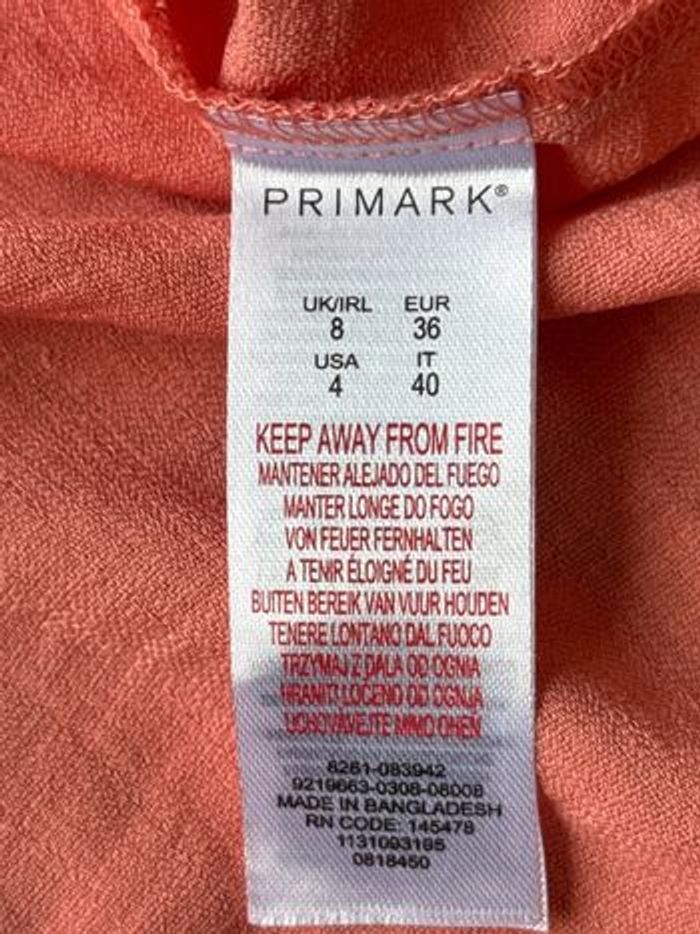 PRIMARK®
UK/IRL EUR
8 36
USA IT
4 40
KEEP AWAY FROM FIRE
MANTENER ALEJADO DEL FUEGO
MANTER LONGE DO FOGO
VON FEUER FERNHALTEN
A TENIR ÉLOIGNÉ DU FEU
BUITEN BEREIK VAN VUUR HOUDEN
TENERE LONTANO DAL FUOCO
TRZYMAJ Z DALA OD OGNIA
HRANITI LOČENO OD OGNJA
UCHOVÁVEJTE MIMO OHEŇ
6261-083942
9219663-0308-08008
MADE IN BANGLADESH
RN CODE: 145478
1131093195
0818450